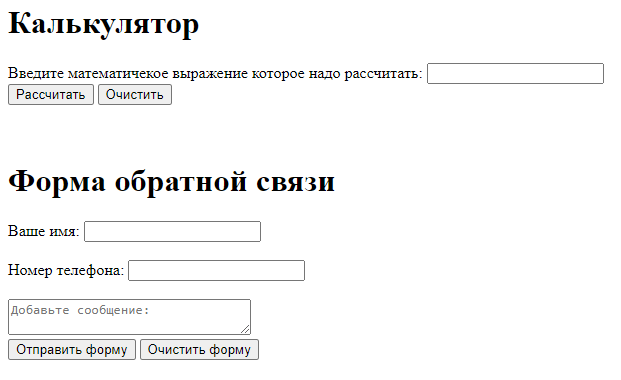 Калькулятор
Введите математичекое выражение которое надо рассчитать:
Рассчитать Очистить
Форма обратной связи
Ваше имя:
Номер телефона:
Добавьте сообщение:
Отправить форму Очистить форму